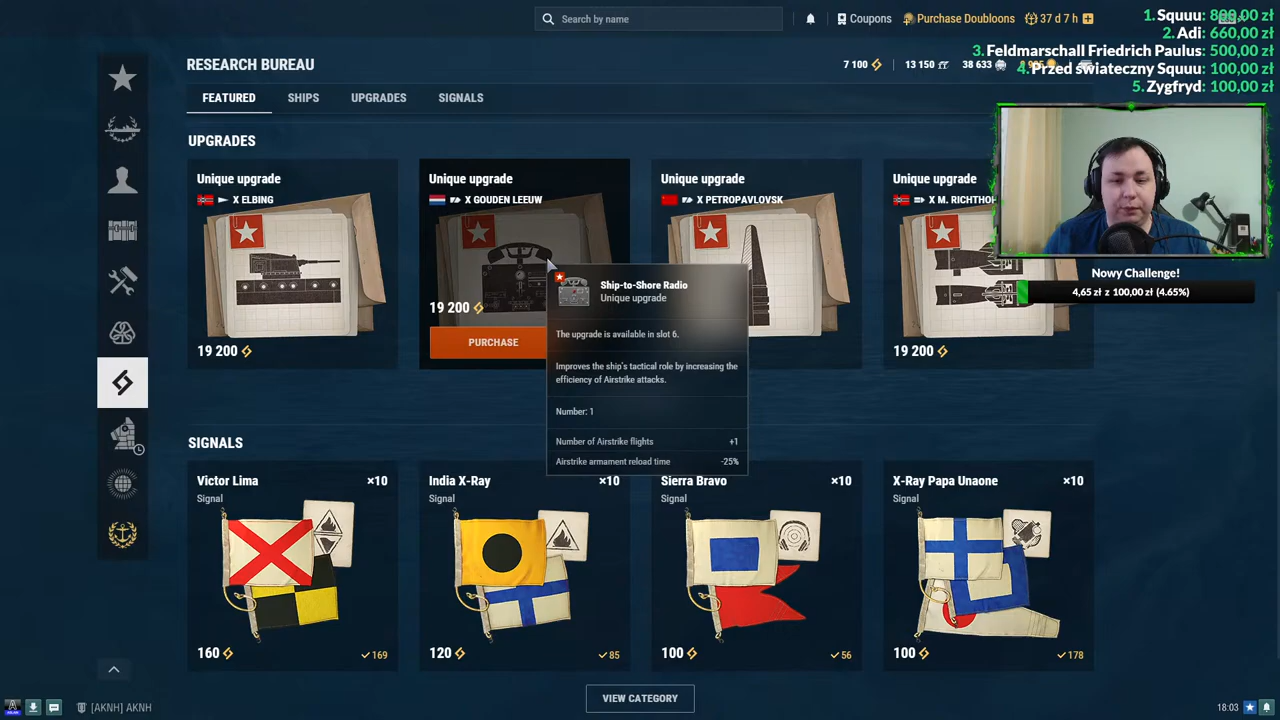 Search by name
Coupons
Purchase Doubloons
37 d 7 h
1. Squuu: 800,00 zł
2. Adi: 660,00 zł
3. Feldmarschall Friedrich Paulus: 500,00 zł
4. Przed świateczny Squuu: 100,00 zł
5. Zygfryd: 100,00 zł
RESEARCH BUREAU
7 100
13 150
38 633
FEATURED
SHIPS
UPGRADES
SIGNALS
UPGRADES
Unique upgrade
X ELBING
19 200
Unique upgrade
X GOUDEN LEEUW
19 200
PURCHASE
Unique upgrade
X PETROPAVLOVSK
Unique upgrade
X M. RICHTHO
19 200
Nowy Challenge!
4,65 zł z 100,00 zł (4.65%)
Ship-to-Shore Radio
Unique upgrade
The upgrade is available in slot 6.
Improves the ship's tactical role by increasing the
efficiency of Airstrike attacks.
Number: 1
Number of Airstrike flights +1
Airstrike armament reload time -25%
SIGNALS
Victor Lima ×10
Signal
160
169
India X-Ray ×10
Signal
120
85
Sierra Bravo ×10
Signal
100
56
X-Ray Papa Unaone ×10
Signal
100
178
VIEW CATEGORY
[AKNH] AKNH
18:03